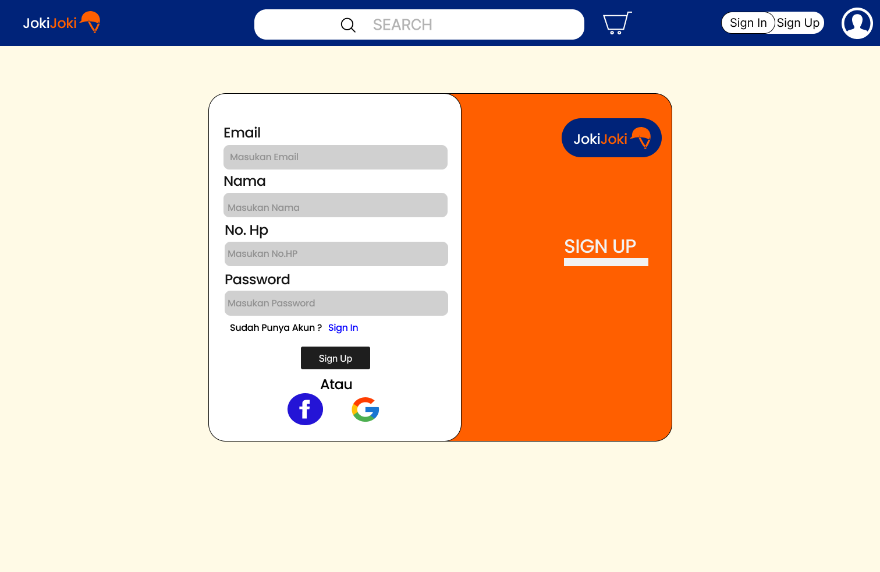 JokiJoki
SEARCH
Sign In
Sign Up
Email
Masukan Email
Nama
Masukan Nama
No. Hp
Masukan No.HP
Password
Masukan Password
Sudah Punya Akun ? Sign In
Sign Up
Atau
JokiJoki
SIGN UP